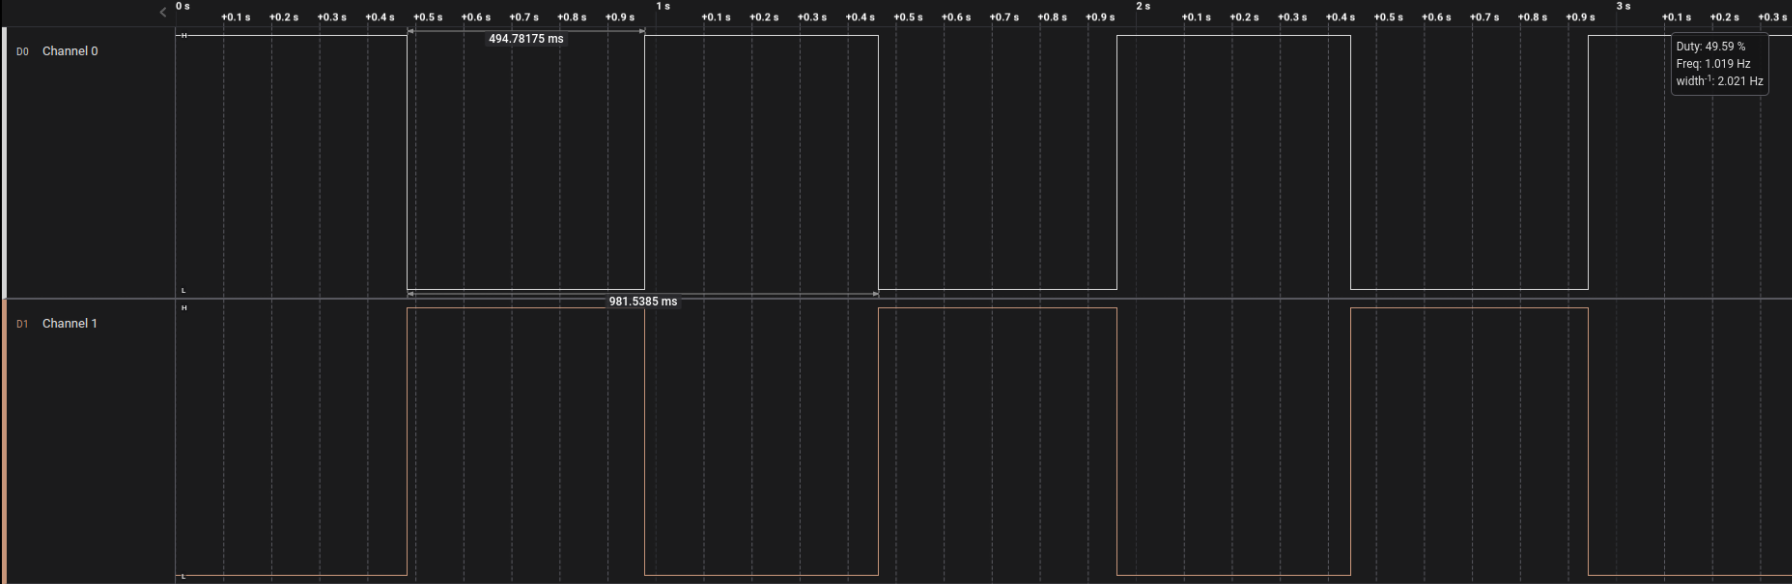 0 s +0.1 s +0.2 s +0.3 s +0.4 s +0.5 s +0.6 s +0.7 s +0.8 s +0.9 s 1 s +0.1 s +0.2 s +0.3 s +0.4 s +0.5 s +0.6 s +0.7 s +0.8 s +0.9 s 2 s +0.1 s +0.2 s +0.3 s +0.4 s +0.5 s +0.6 s +0.7 s +0.8 s +0.9 s 3 s +0.1 s +0.2 s +0.3 s
H
494.78175 ms
D0 Channel 0
Duty: 49.59 %
Freq: 1.019 Hz
width⁻¹: 2.021 Hz
L
981.5385 ms
H
D1 Channel 1
L